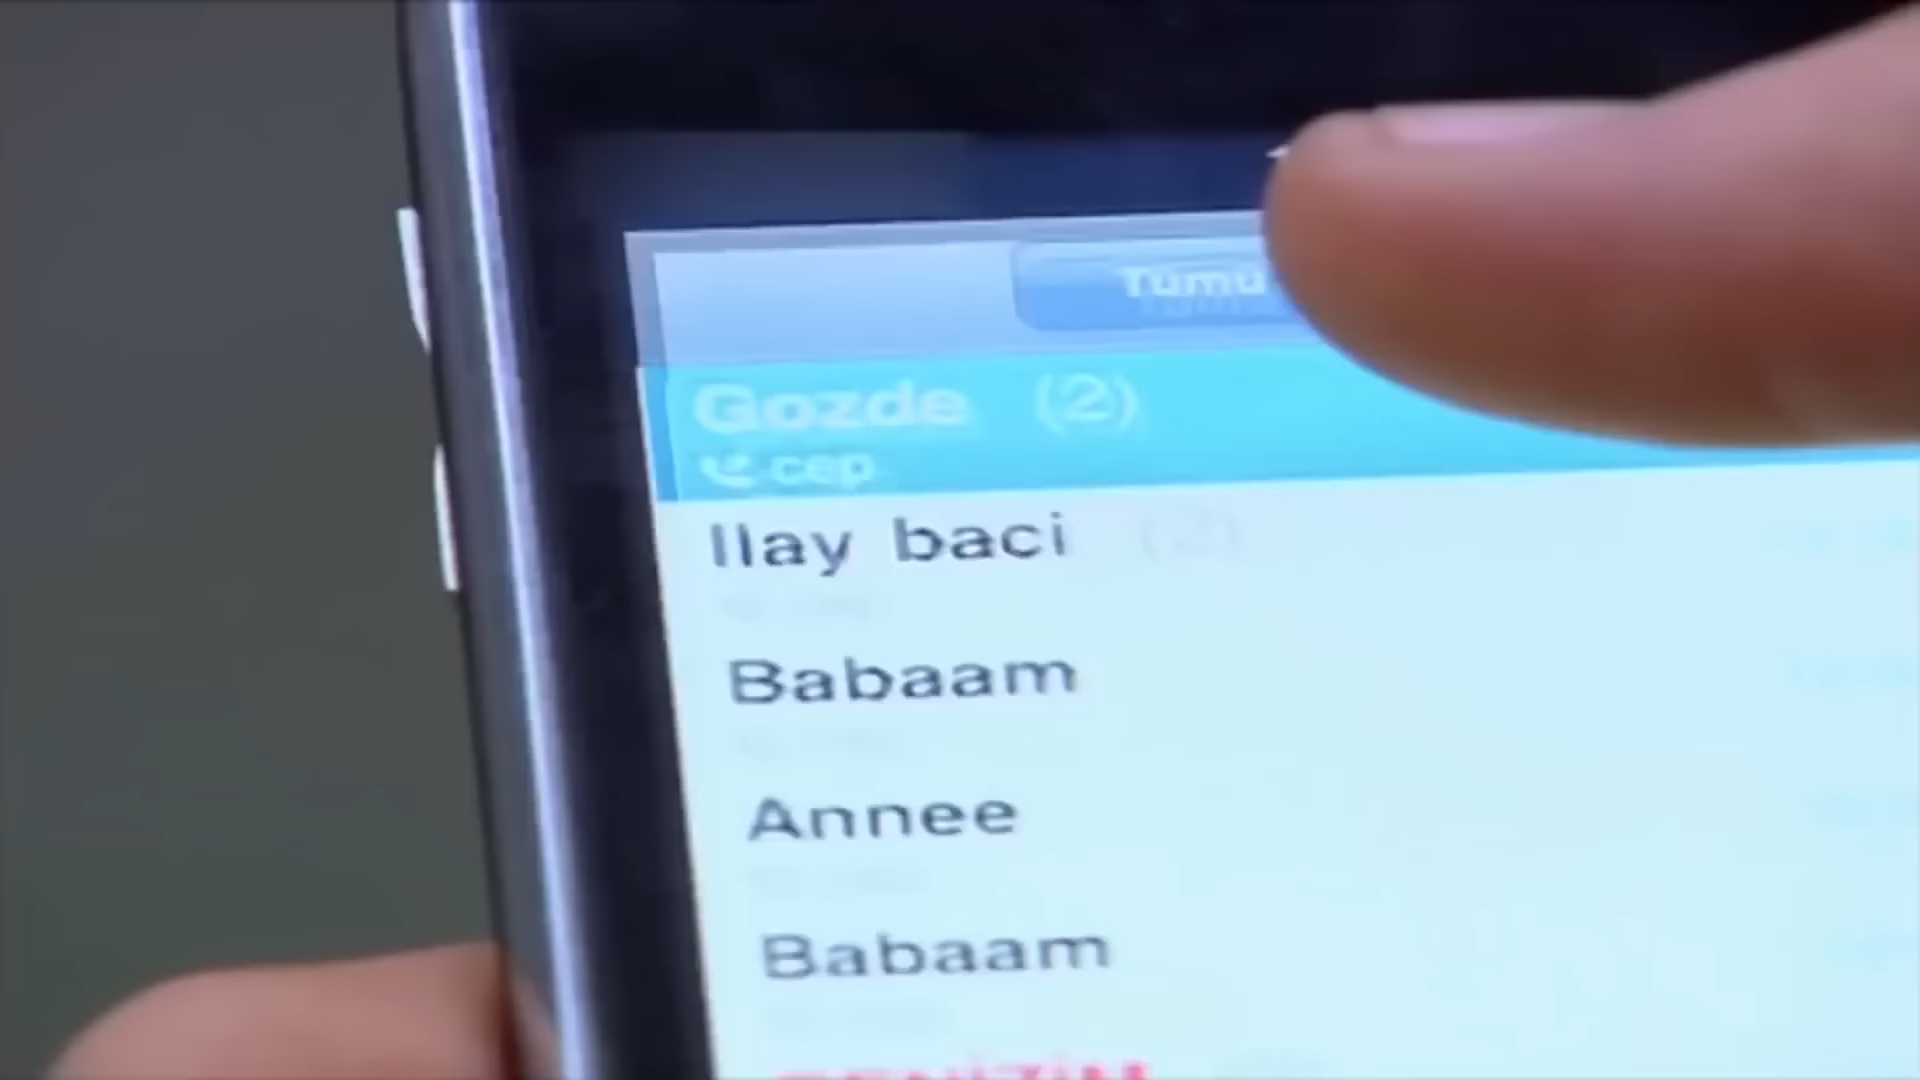 Tümü
Gozde (2)
cep
Ilay baci
Babaam
Annee
Babaam